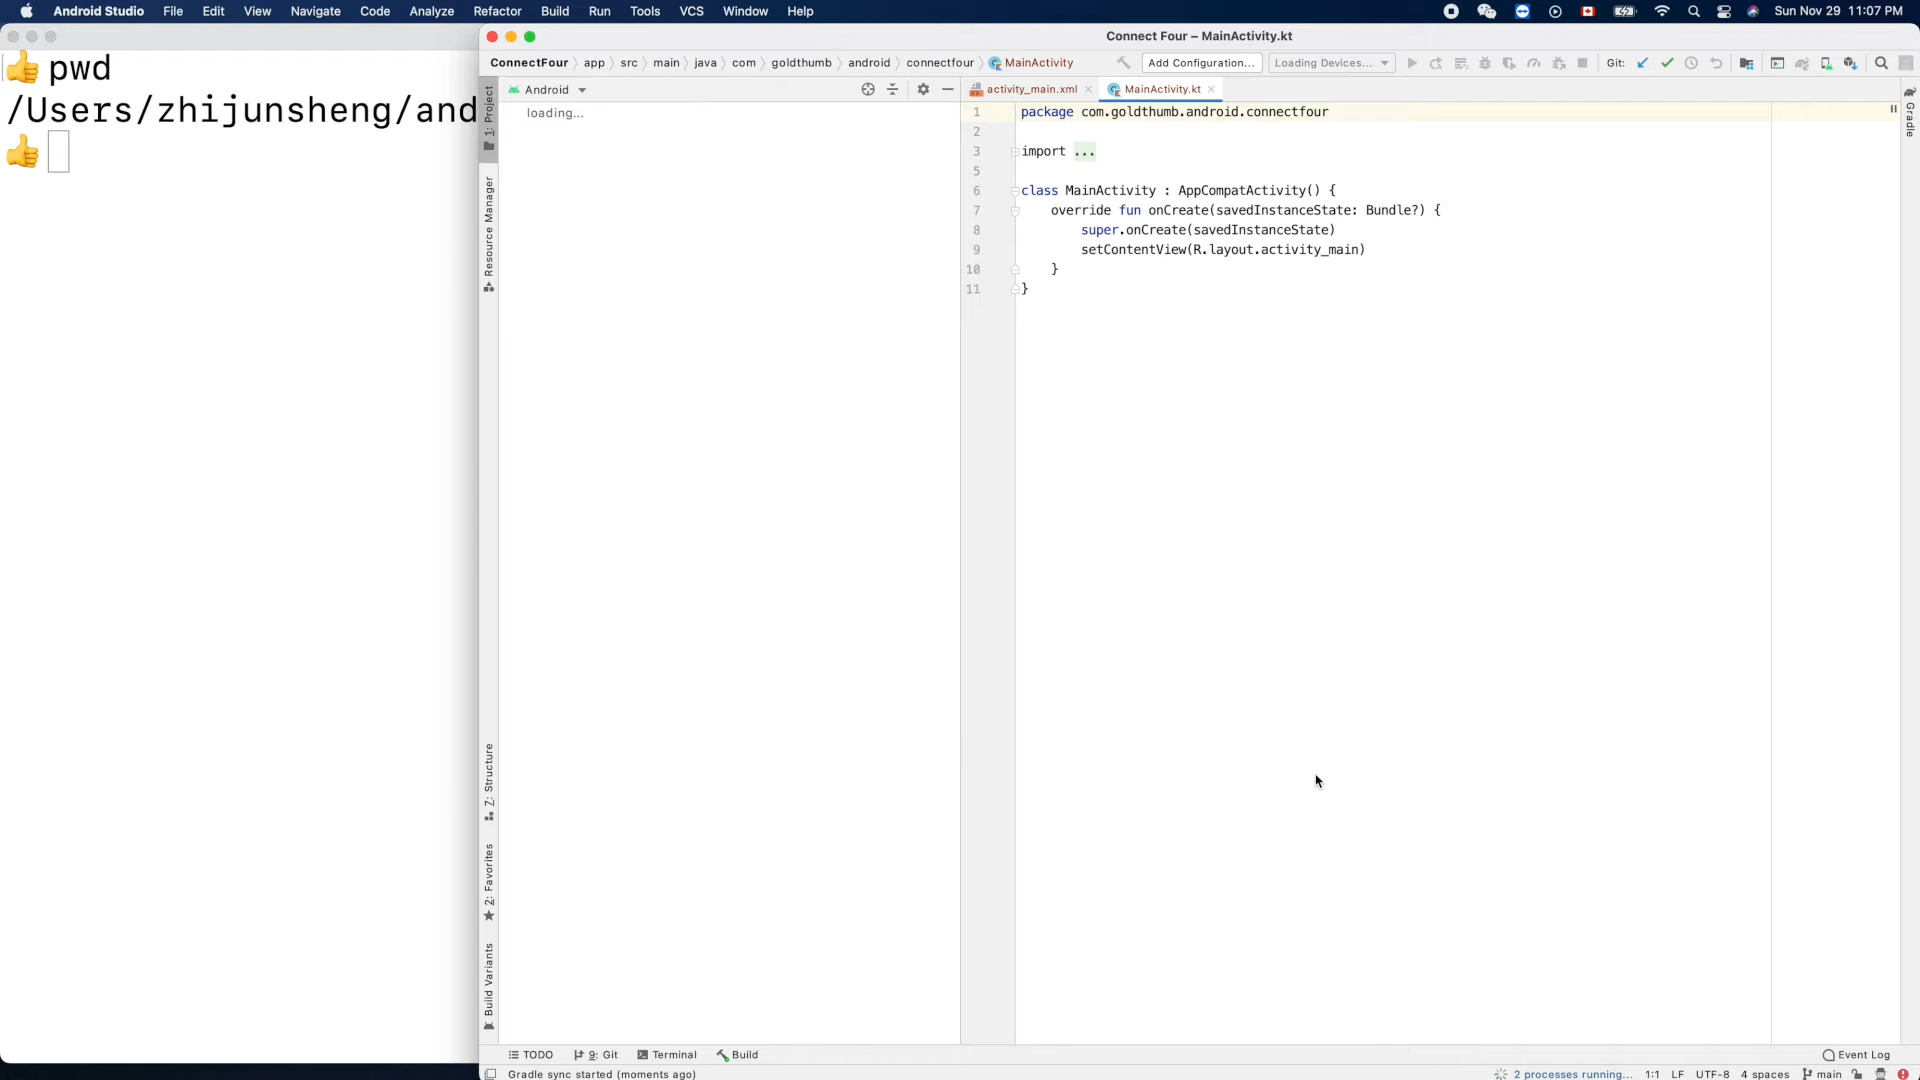 Android Studio File Edit View Navigate Code Analyze Refactor Build Run Tools VCS Window Help Sun Nov 29 11:07 PM
👍 pwd
/Users/zhijunsheng/and
👍
Connect Four – MainActivity.kt
ConnectFour app src main java com goldthumb android connectfour MainActivity Add Configuration... Loading Devices... Git:
1: Project
Resource Manager
Z: Structure
2: Favorites
Build Variants
Android
loading...
activity_main.xml MainActivity.kt
Gradle
1 package com.goldthumb.android.connectfour
2
3 import ...
5
6 class MainActivity : AppCompatActivity() {
7 override fun onCreate(savedInstanceState: Bundle?) {
8 super.onCreate(savedInstanceState)
9 setContentView(R.layout.activity_main)
10 }
11 }
TODO 9: Git Terminal Build Event Log
Gradle sync started (moments ago) 2 processes running... 1:1 LF UTF-8 4 spaces main